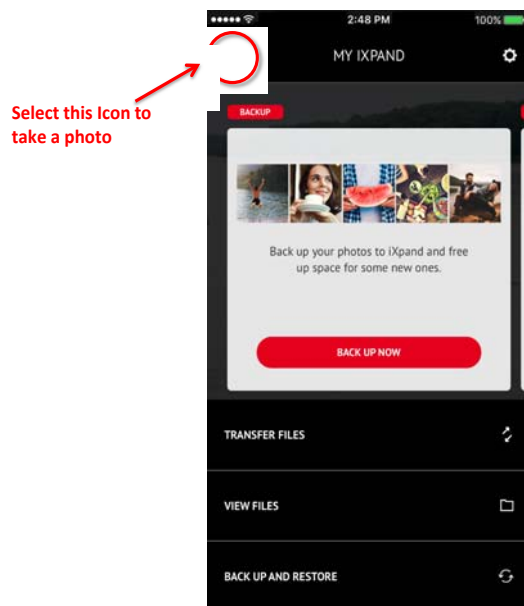 2:48 PM
100%
MY IXPAND
Select this Icon to
take a photo
BACKUP
Back up your photos to iXpand and free
up space for some new ones.
BACK UP NOW
TRANSFER FILES
VIEW FILES
BACK UP AND RESTORE